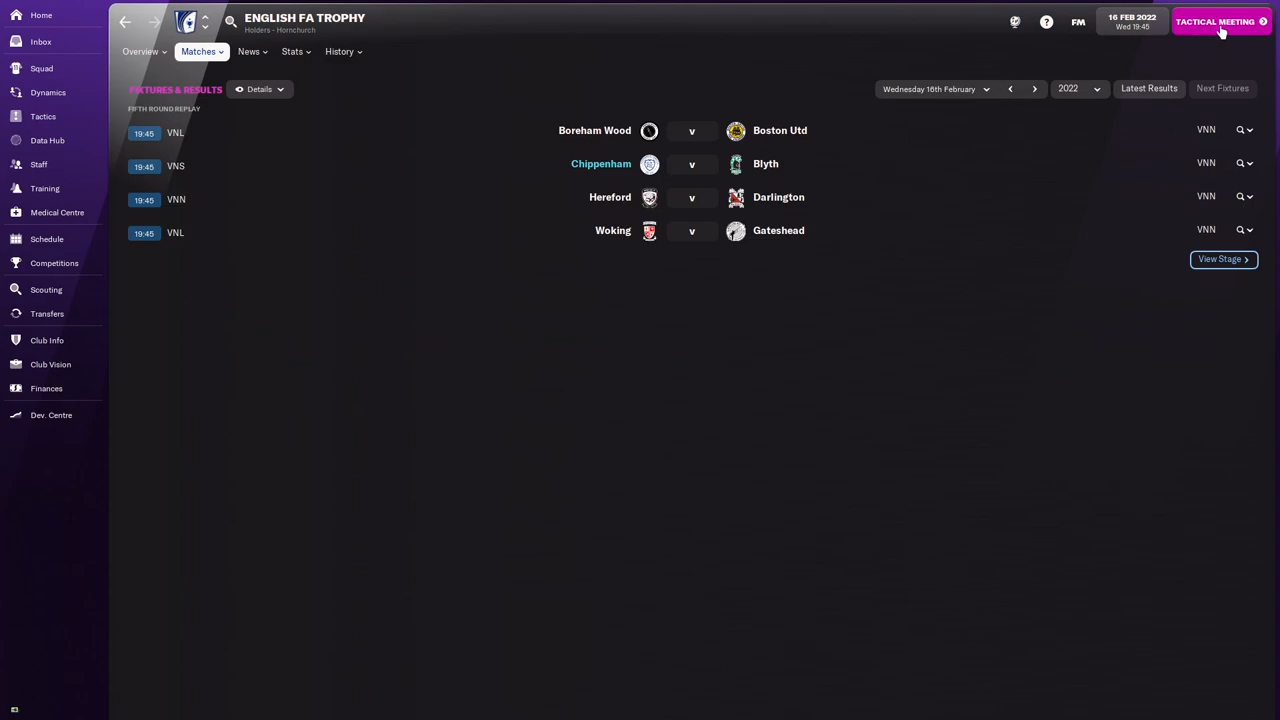 Home
Inbox
Squad
Dynamics
Tactics
Data Hub
Staff
Training
Medical Centre
Schedule
Competitions
Scouting
Transfers
Club Info
Club Vision
Finances
Dev. Centre
ENGLISH FA TROPHY
Holders - Hornchurch
? FM
16 FEB 2022
Wed 19:45
TACTICAL MEETING
Overview Matches News Stats History
FIXTURES & RESULTS Details
Wednesday 16th February 2022 Latest Results Next Fixtures
FIFTH ROUND REPLAY
19:45 VNL Boreham Wood v Boston Utd VNN
19:45 VNS Chippenham v Blyth VNN
19:45 VNN Hereford v Darlington VNN
19:45 VNL Woking v Gateshead VNN
View Stage